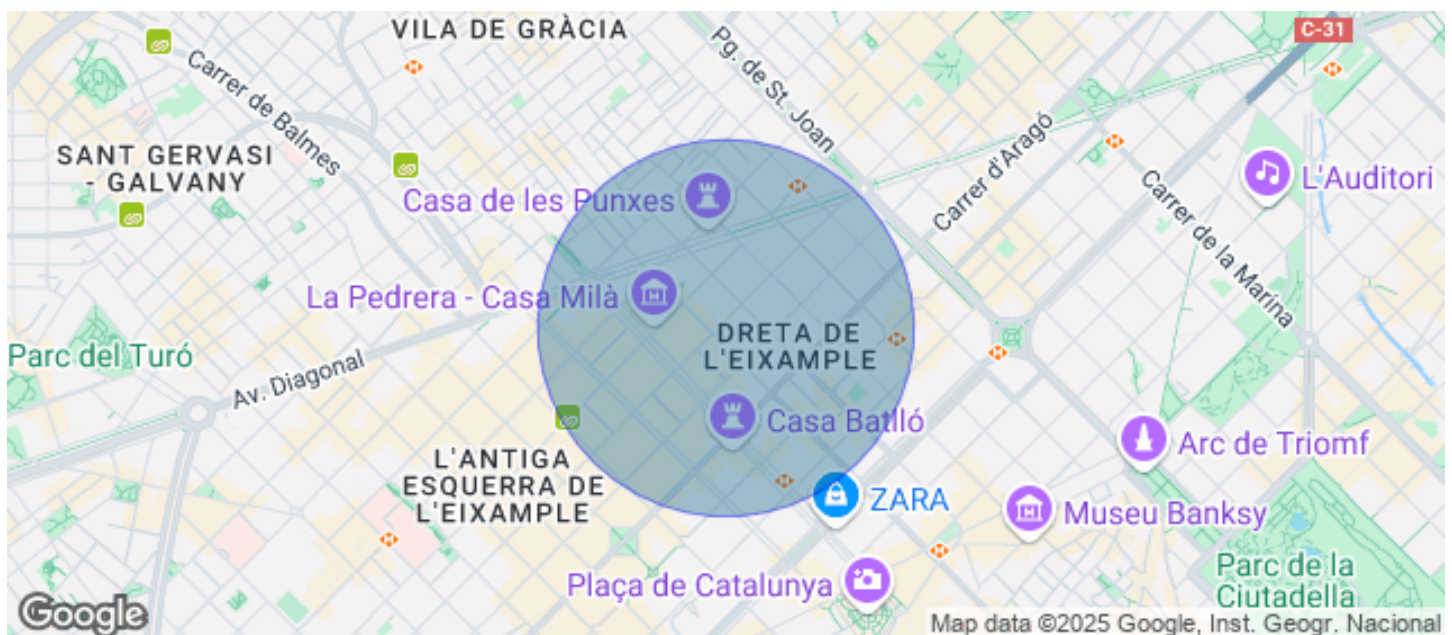 VILA DE GRÀCIA
C-31
Pg. de St. Joan
Carrer de Balmes
SANT GERVASI
- GALVANY
Carrer d'Aragó
L'Auditori
Casa de les Punxes
Carrer de la Marina
La Pedrera - Casa Milà
DRETA DE
L'EIXAMPLE
Parc del Turó
Av. Diagonal
Casa Batlló
Arc de Triomf
L'ANTIGA
ESQUERRA DE
L'EIXAMPLE
ZARA
Museu Banksy
Plaça de Catalunya
Parc de la
Ciutadella
Google
Map data ©2025 Google, Inst. Geogr. Nacional